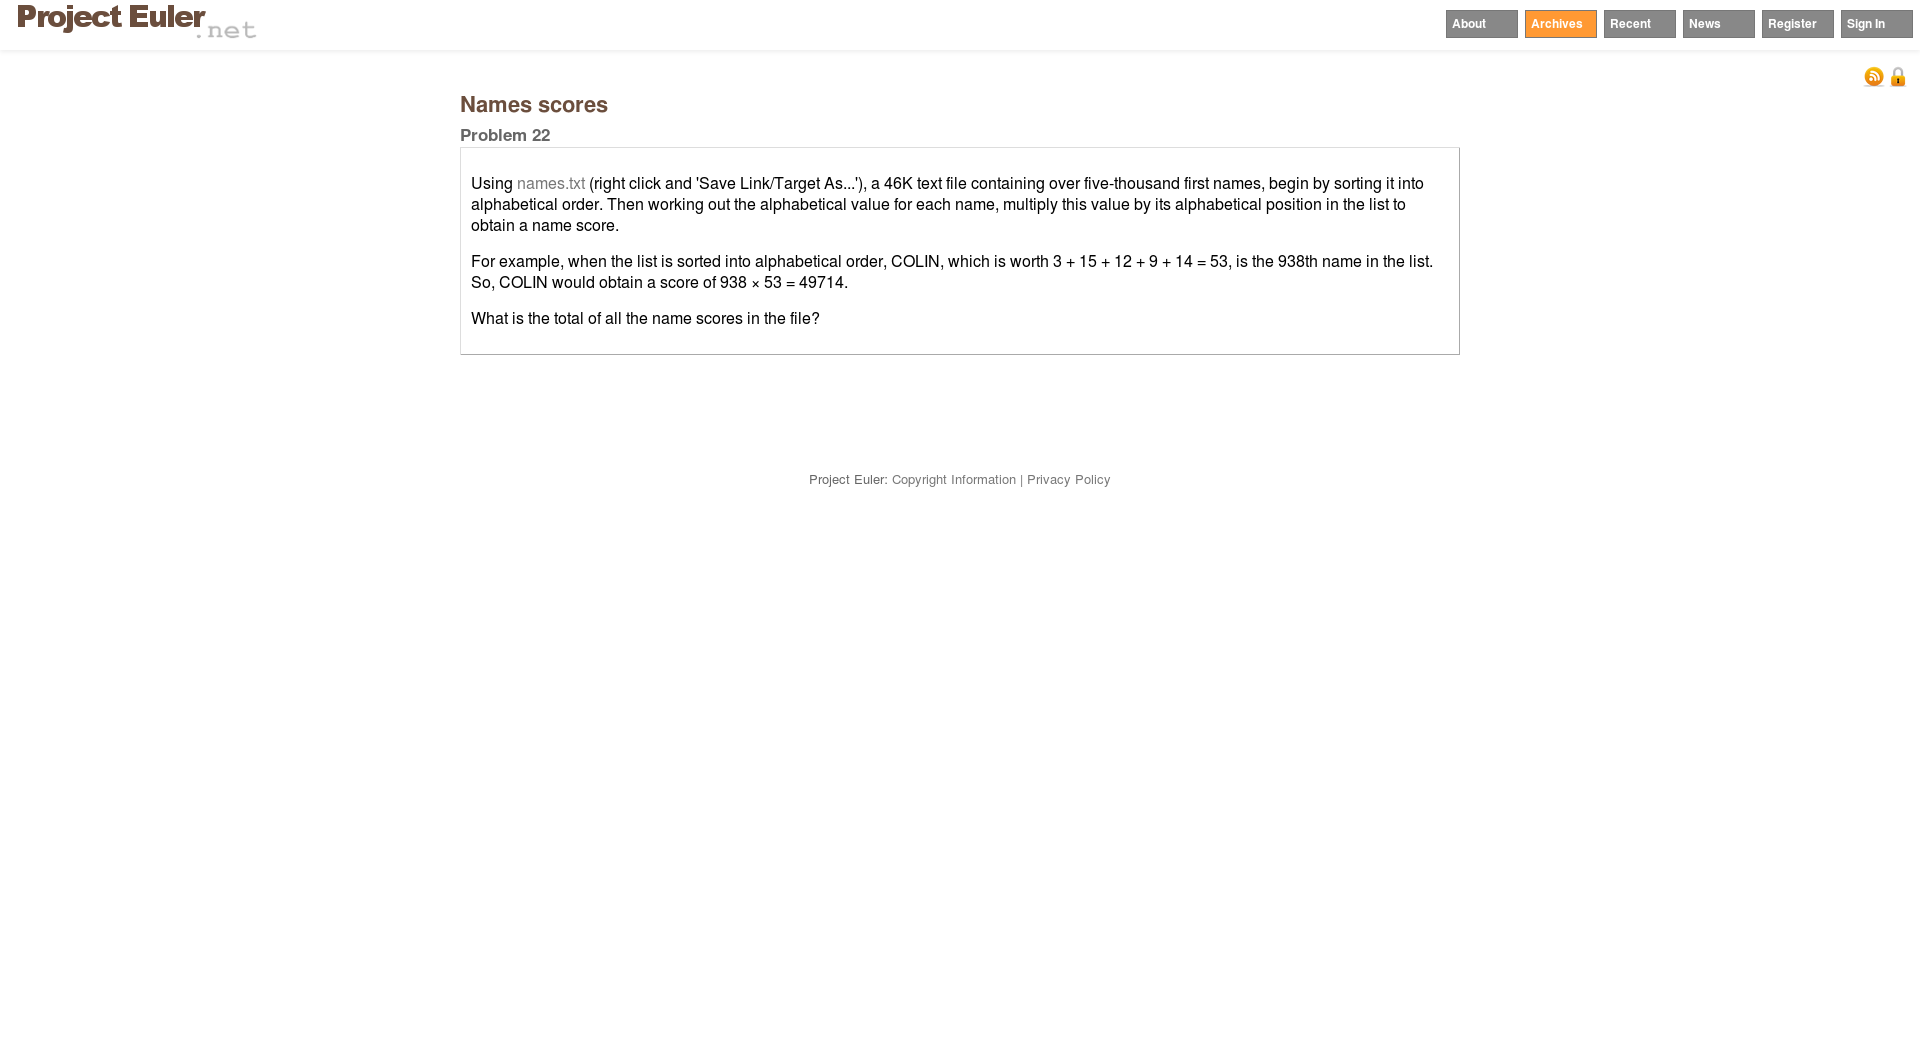 Project Euler.net
About Archives Recent News Register Sign In
Names scores
Problem 22
Using names.txt (right click and 'Save Link/Target As...'), a 46K text file containing over five-thousand first names, begin by sorting it into
alphabetical order. Then working out the alphabetical value for each name, multiply this value by its alphabetical position in the list to
obtain a name score.
For example, when the list is sorted into alphabetical order, COLIN, which is worth 3 + 15 + 12 + 9 + 14 = 53, is the 938th name in the list.
So, COLIN would obtain a score of 938 × 53 = 49714.
What is the total of all the name scores in the file?
Project Euler: Copyright Information | Privacy Policy